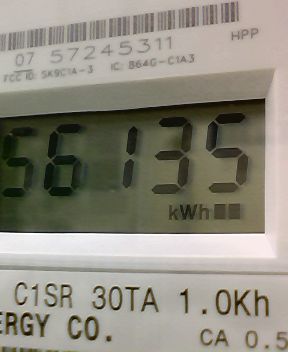 HPP
07 57245311
FCC ID: SK9C1A-3 IC: 864G-C1A3
56135
kWh
C1SR 30TA 1.0Kh
ERGY CO.
CA 0.5